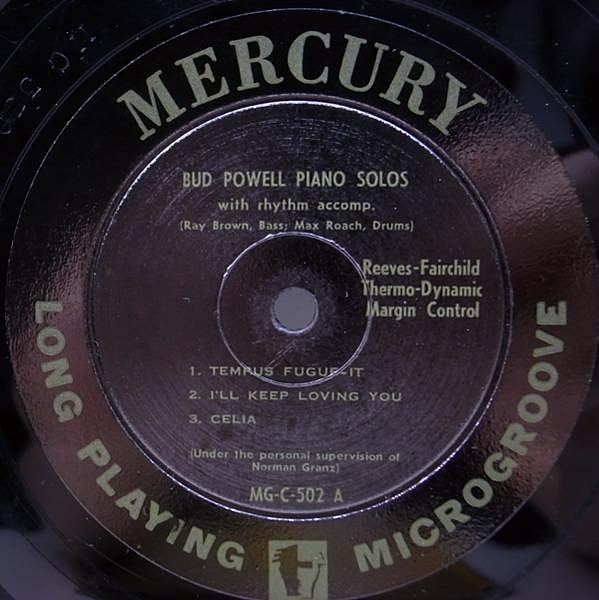 MERCURY
BUD POWELL PIANO SOLOS
with rhythm accomp.
(Ray Brown, Bass; Max Roach, Drums)
Reeves-Fairchild
Thermo-Dynamic
Margin Control
1. TEMPUS FUGUE-IT
2. I'LL KEEP LOVING YOU
3. CELIA
(Under the personal supervision of
Norman Granz)
MG-C-502 A
LONG PLAYING MICROGROOVE